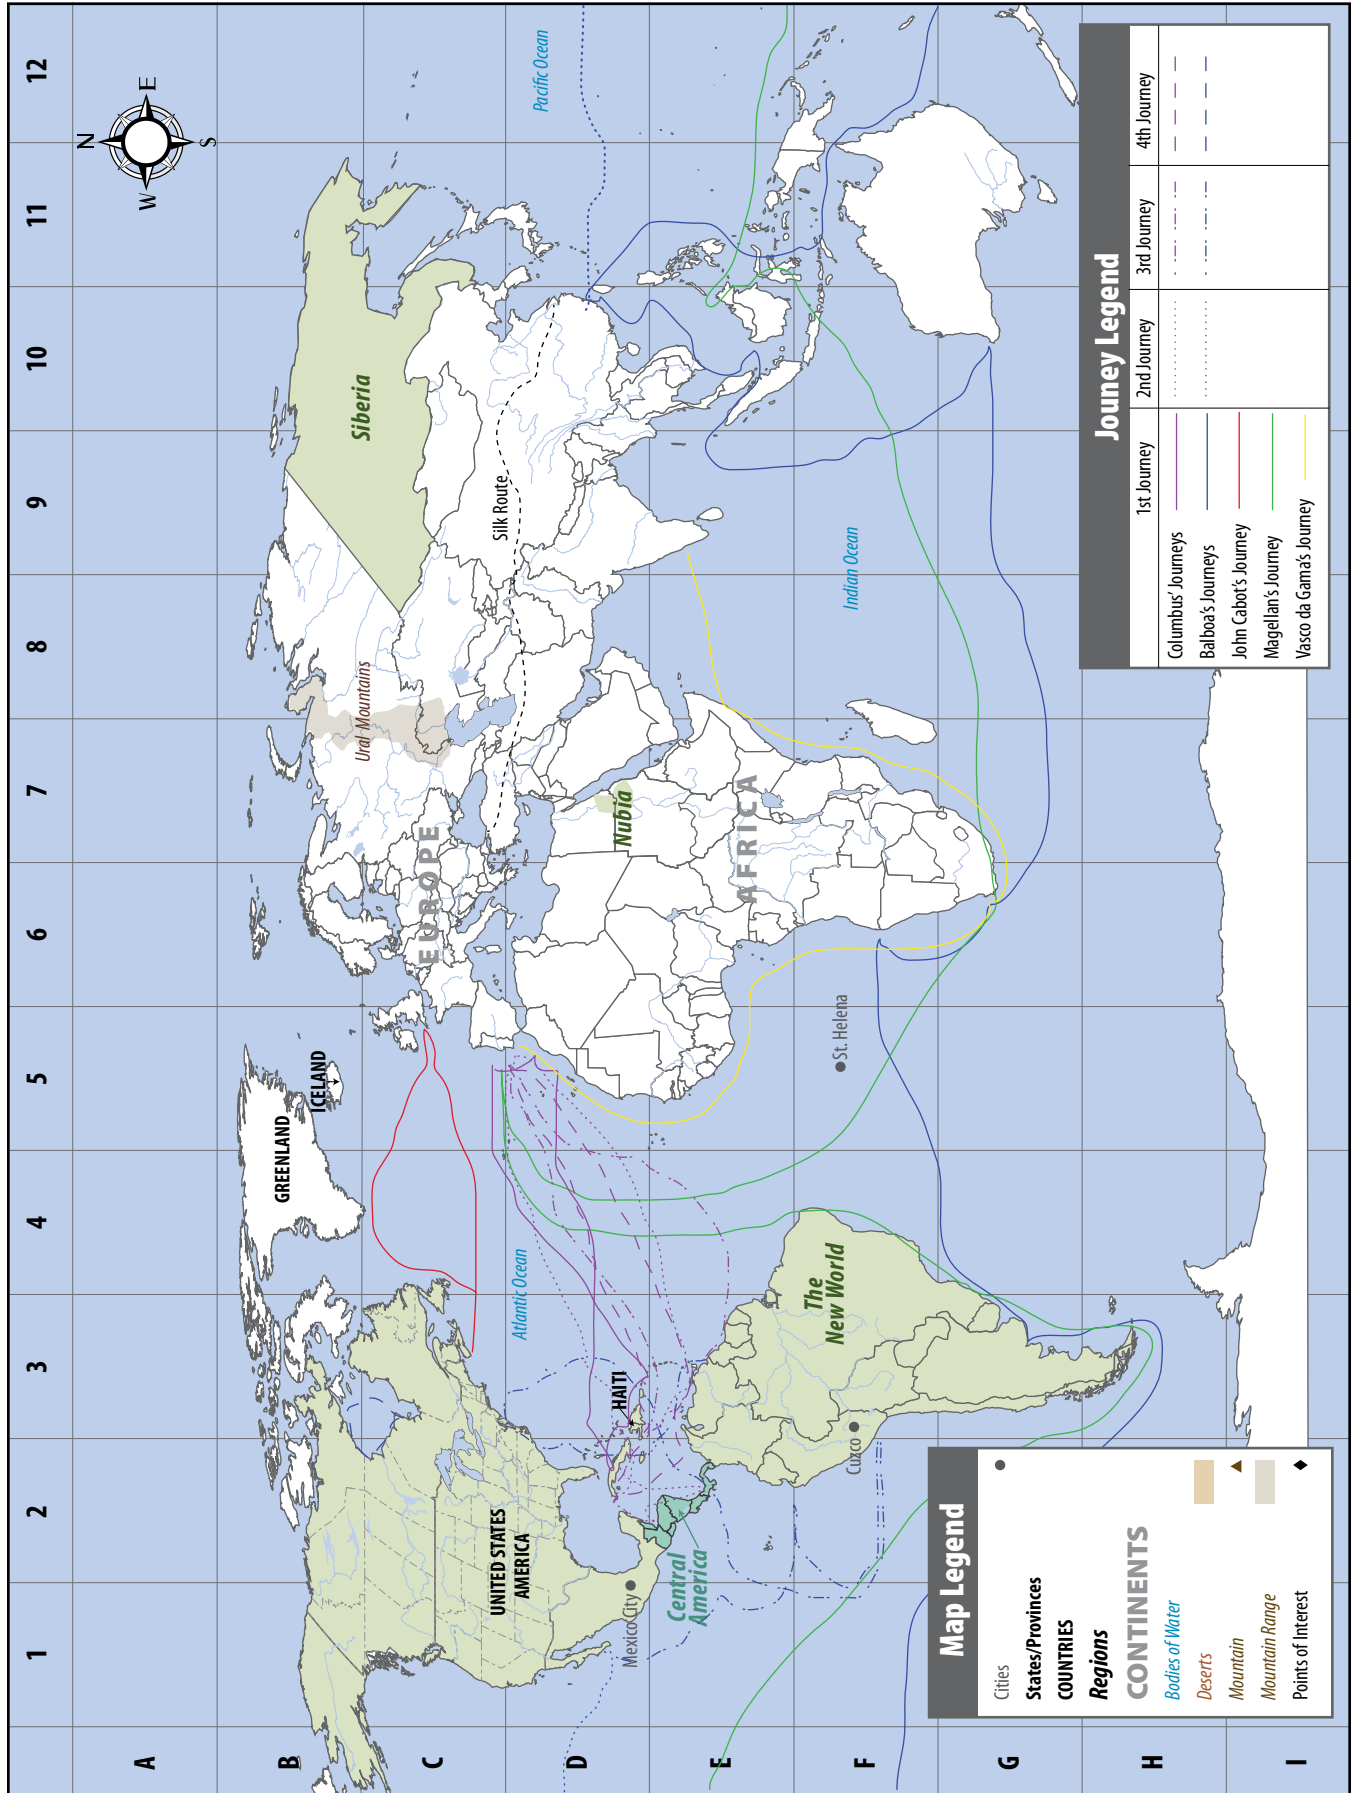 1
2
3
4
5
6
7
8
9
10
11
12
A
B
C
D
E
F
G
H
I
N
W
E
S
GREENLAND
ICELAND
EUROPE
Ural Mountains
Siberia
Silk Route
UNITED STATES
AMERICA
Atlantic Ocean
Pacific Ocean
Mexico City
HAITI
Nubia
Central
America
AFRICA
The
New World
Cuzco
St. Helena
Indian Ocean
Map Legend
Cities
States/Provinces
COUNTRIES
Regions
CONTINENTS
Bodies of Water
Deserts
Mountain
Mountain Range
Points of Interest
Jouney Legend
1st Journey
2nd Journey
3rd Journey
4th Journey
Columbus' Journeys
Balboa's Journeys
John Cabot's Journey
Magellan's Journey
Vasco da Gama's Journey